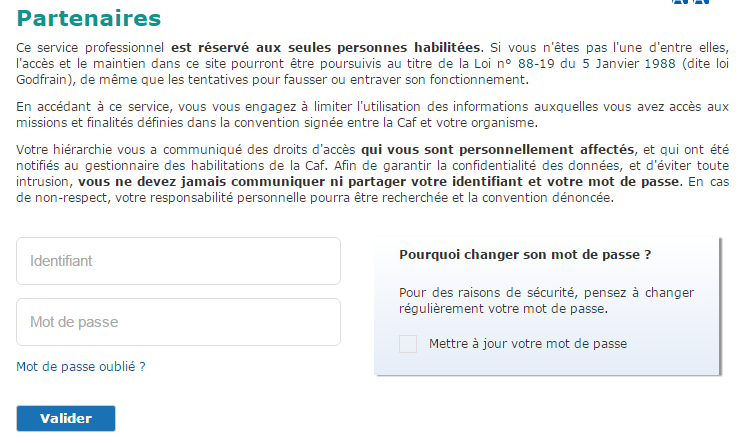 Partenaires
Ce service professionnel est réservé aux seules personnes habilitées. Si vous n'êtes pas l'une d'entre elles,
l'accès et le maintien dans ce site pourront être poursuivis au titre de la Loi n° 88-19 du 5 Janvier 1988 (dite loi
Godfrain), de même que les tentatives pour fausser ou entraver son fonctionnement.
En accédant à ce service, vous vous engagez à limiter l'utilisation des informations auxquelles vous avez accès aux
missions et finalités définies dans la convention signée entre la Caf et votre organisme.
Votre hiérarchie vous a communiqué des droits d'accès qui vous sont personnellement affectés, et qui ont été
notifiés au gestionnaire des habilitations de la Caf. Afin de garantir la confidentialité des données, et d'éviter toute
intrusion, vous ne devez jamais communiquer ni partager votre identifiant et votre mot de passe. En cas
de non-respect, votre responsabilité personnelle pourra être recherchée et la convention dénoncée.
Identifiant
Mot de passe
Mot de passe oublié ?
Valider
Pourquoi changer son mot de passe ?
Pour des raisons de sécurité, pensez à changer
régulièrement votre mot de passe.
Mettre à jour votre mot de passe